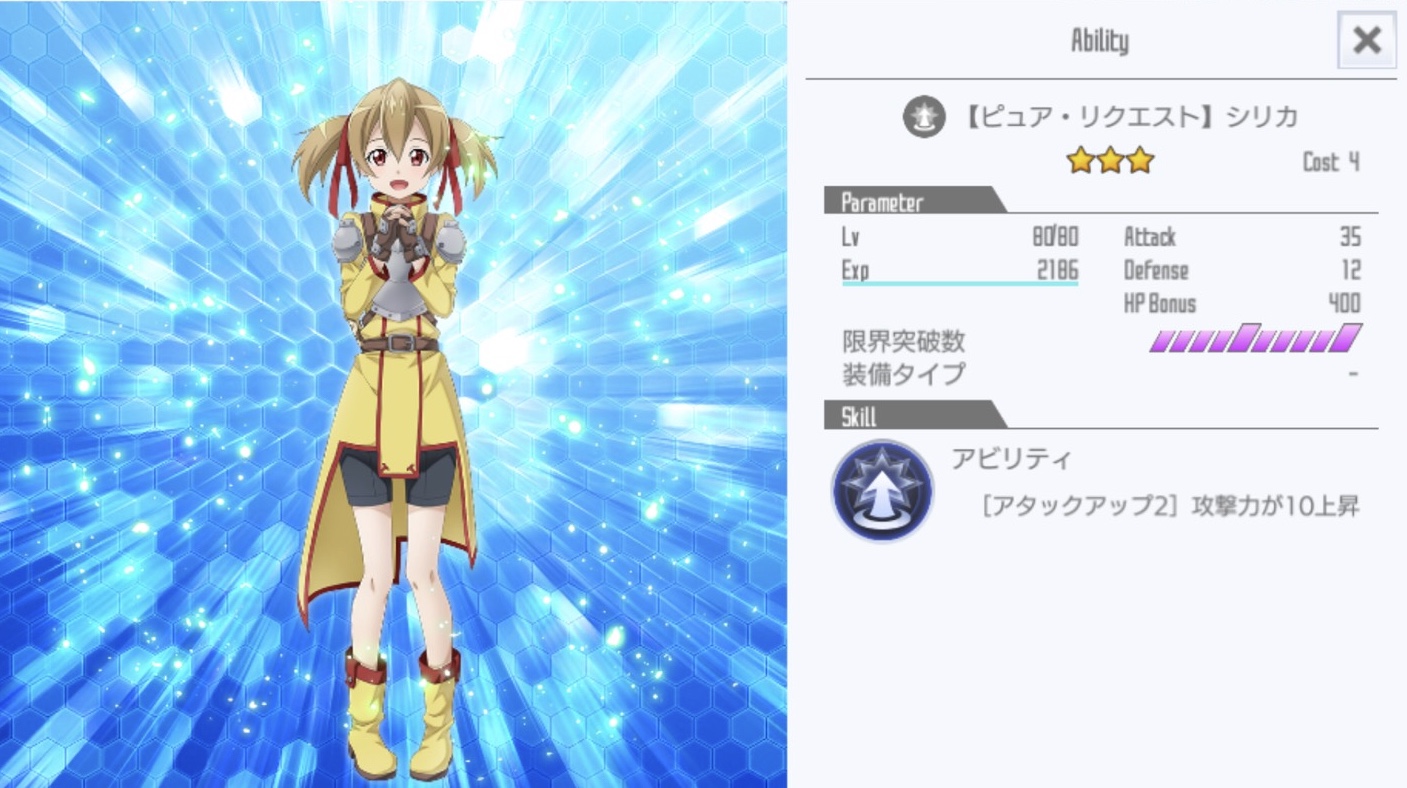 Ability
【ピュア・リクエスト】シリカ
Cost 4
Parameter
Lv 80/80 Attack 35
Exp 2186 Defense 12
HP Bonus 400
限界突破数
装備タイプ -
Skill
アビリティ
[アタックアップ2] 攻撃力が10上昇